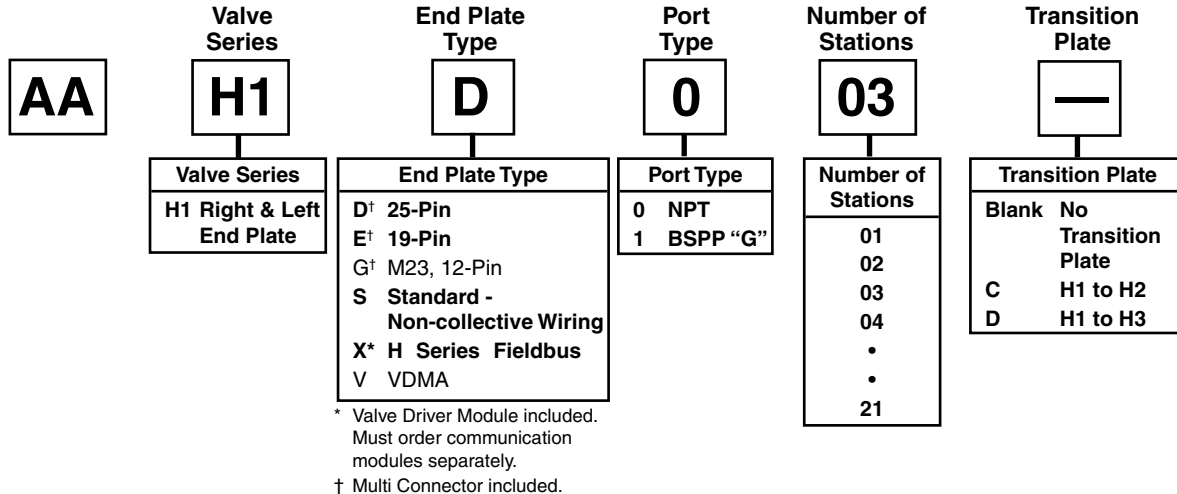 Valve Series
End Plate Type
Port Type
Number of Stations
Transition Plate
AA
H1
D
0
03
—
Valve Series
H1 Right & Left
End Plate
End Plate Type
D† 25-Pin
E† 19-Pin
G† M23, 12-Pin
S Standard -
Non-collective Wiring
X* H Series Fieldbus
V VDMA
* Valve Driver Module included.
Must order communication
modules separately.
† Multi Connector included.
Port Type
0 NPT
1 BSPP “G”
Number of
Stations
01
02
03
04
•
•
21
Transition Plate
Blank No
Transition
Plate
C H1 to H2
D H1 to H3